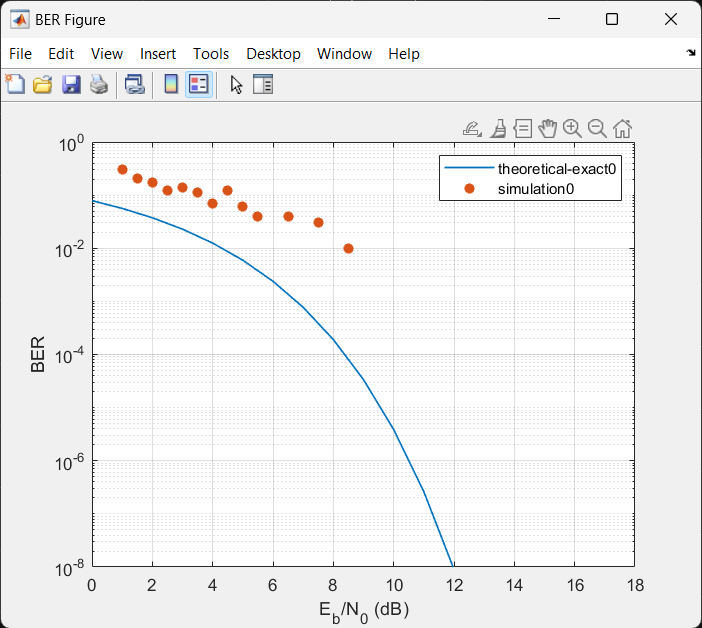 BER Figure
File Edit View Insert Tools Desktop Window Help
theoretical-exact0
simulation0
10^0
10^-2
10^-4
10^-6
10^-8
BER
0 2 4 6 8 10 12 14 16 18
E_b/N_0 (dB)